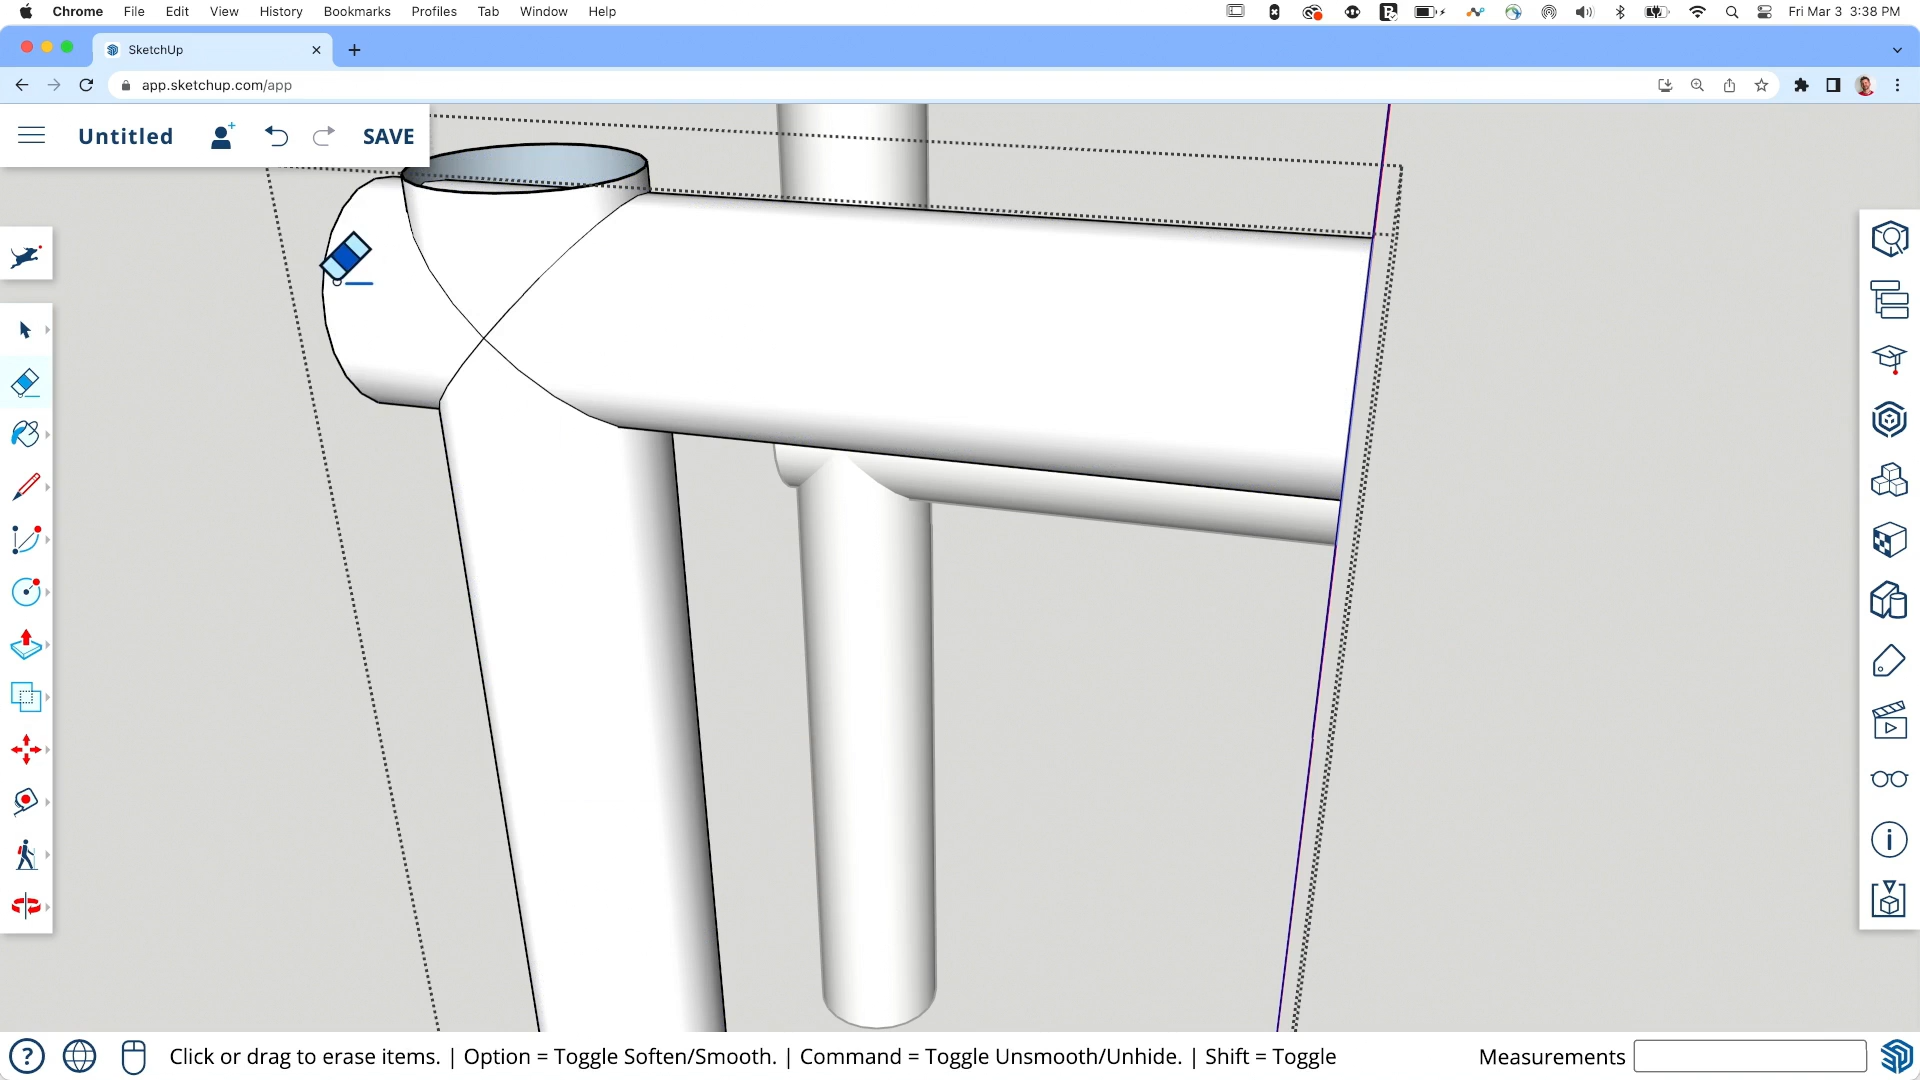 Chrome File Edit View History Bookmarks Profiles Tab Window Help Fri Mar 3 3:38 PM
SketchUp
app.sketchup.com/app
Untitled SAVE
Click or drag to erase items. | Option = Toggle Soften/Smooth. | Command = Toggle Unsmooth/Unhide. | Shift = Toggle Measurements